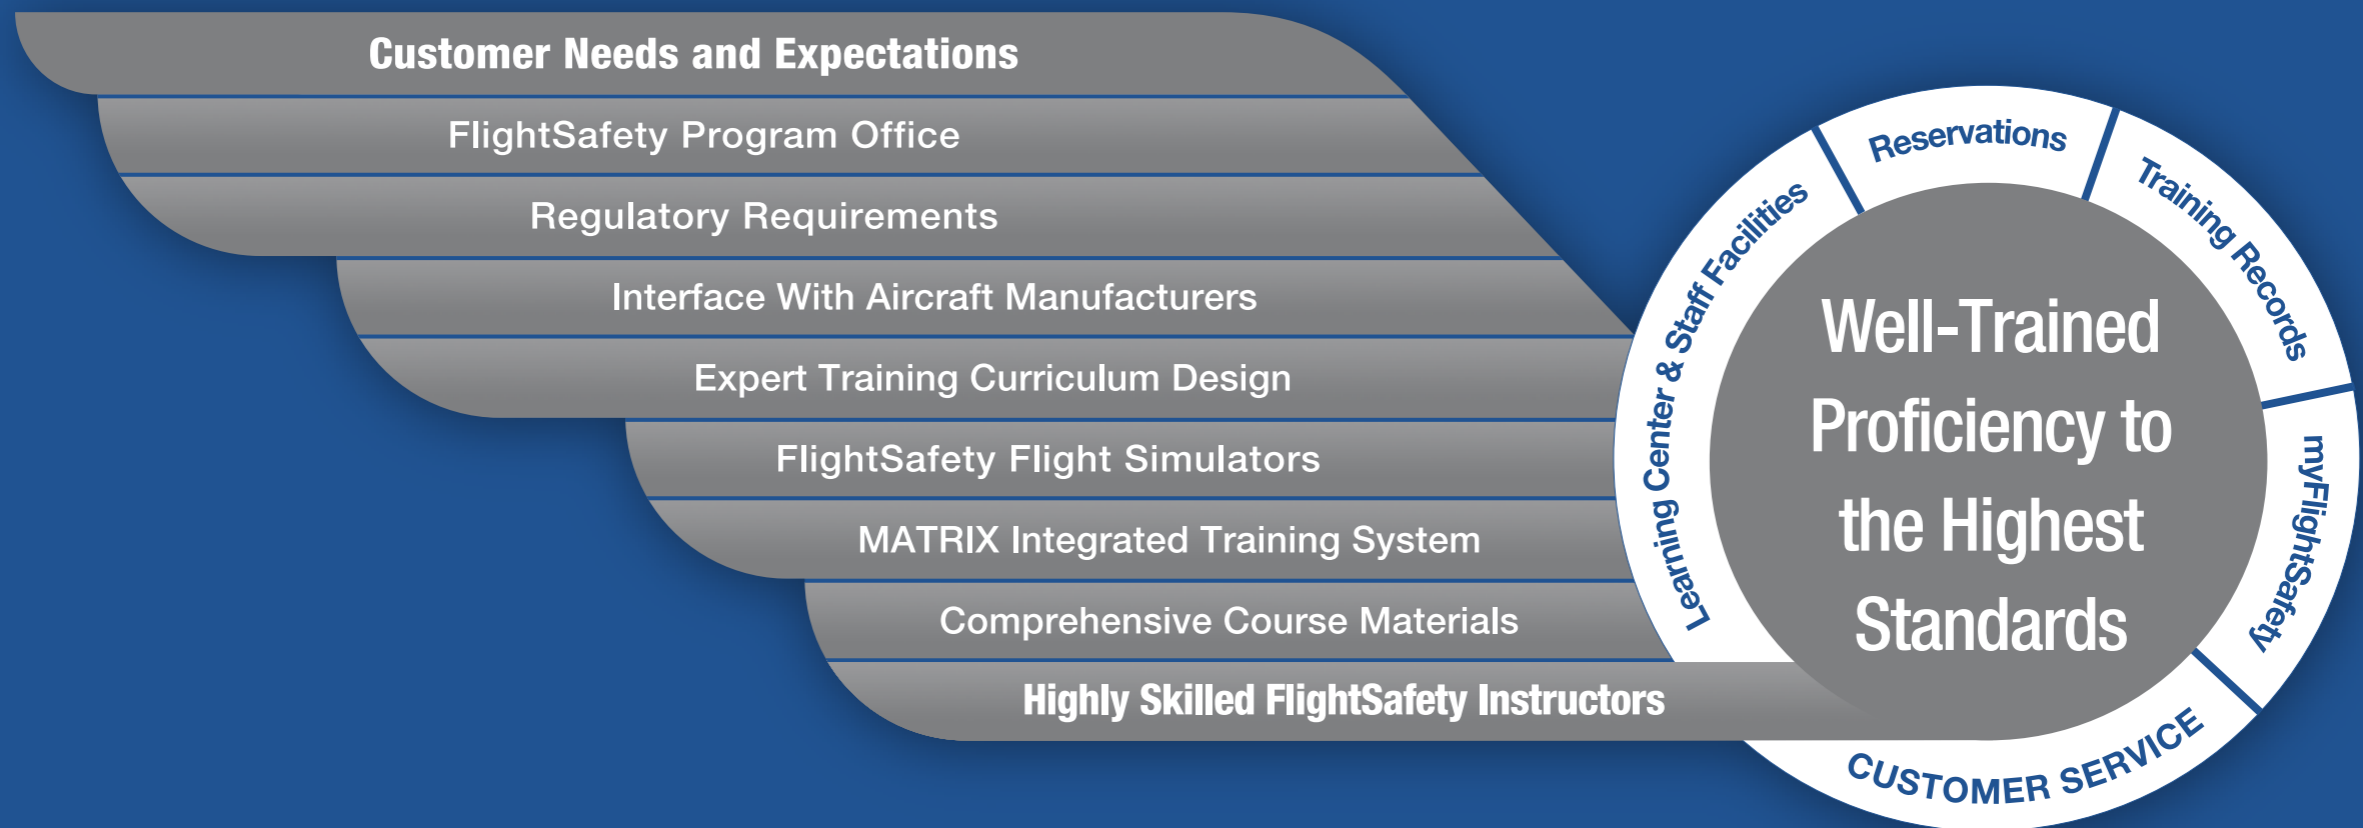 Customer Needs and Expectations
FlightSafety Program Office
Regulatory Requirements
Interface With Aircraft Manufacturers
Expert Training Curriculum Design
FlightSafety Flight Simulators
MATRIX Integrated Training System
Comprehensive Course Materials
Highly Skilled FlightSafety Instructors
Learning Center & Staff Facilities
Reservations
Training Records
myFlightSafety
CUSTOMER SERVICE
Well-Trained
Proficiency to
the Highest
Standards